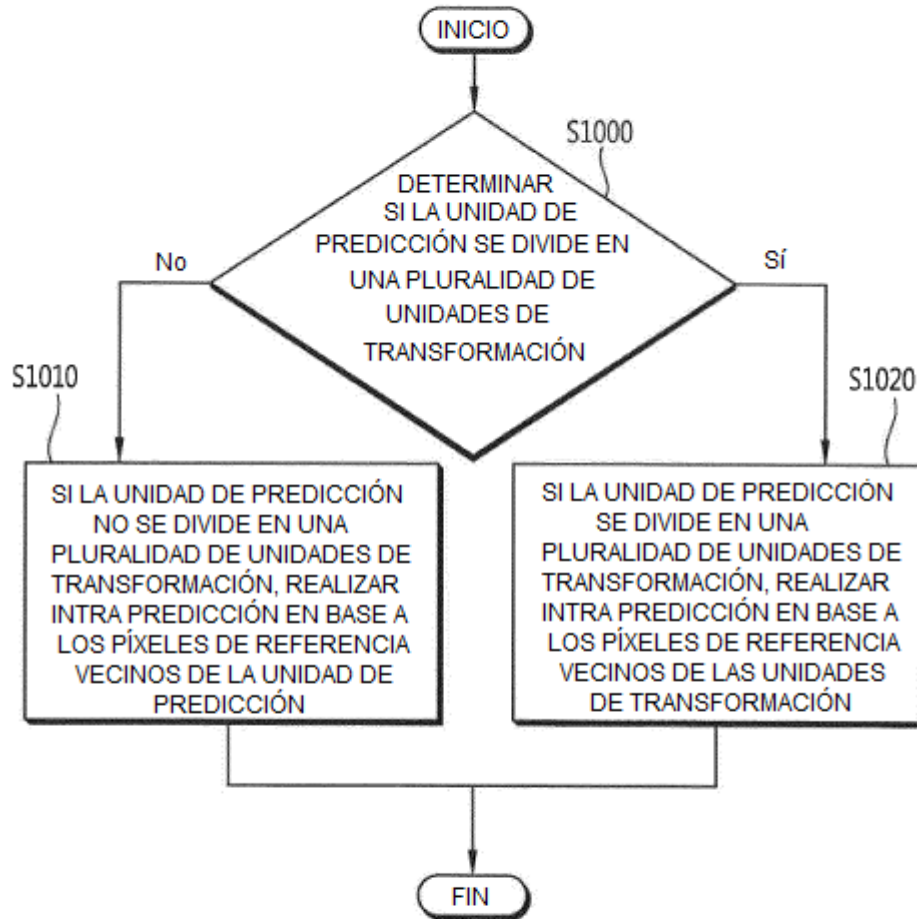 INICIO
S1000
DETERMINAR
SI LA UNIDAD DE
PREDICCIÓN SE DIVIDE EN
UNA PLURALIDAD DE
UNIDADES DE
TRANSFORMACIÓN
No
Sí
S1010
SI LA UNIDAD DE PREDICCIÓN
NO SE DIVIDE EN UNA
PLURALIDAD DE UNIDADES DE
TRANSFORMACIÓN, REALIZAR
INTRA PREDICCIÓN EN BASE A
LOS PÍXELES DE REFERENCIA
VECINOS DE LA UNIDAD DE
PREDICCIÓN
S1020
SI LA UNIDAD DE PREDICCIÓN
SE DIVIDE EN UNA
PLURALIDAD DE UNIDADES DE
TRANSFORMACIÓN, REALIZAR
INTRA PREDICCIÓN EN BASE A
LOS PÍXELES DE REFERENCIA
VECINOS DE LAS UNIDADES
DE TRANSFORMACIÓN
FIN